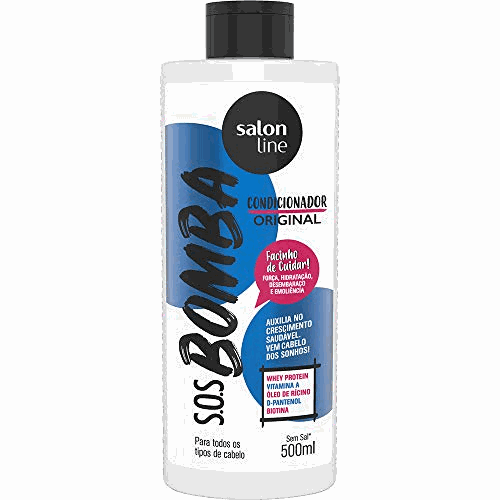 salon
line
S.O.S BOMBA
CONDICIONADOR
ORIGINAL
Facinho
de Cuidar!
FORÇA, HIDRATAÇÃO,
DESEMBARAÇO
E EMOLIÊNCIA
AUXILIA NO
CRESCIMENTO
SAUDÁVEL.
VEM CABELO
DOS SONHOS!
WHEY PROTEIN
VITAMINA A
ÓLEO DE RÍCINO
D-PANTENOL
BIOTINA
Para todos os
tipos de cabelo
Sem Sal*
500ml